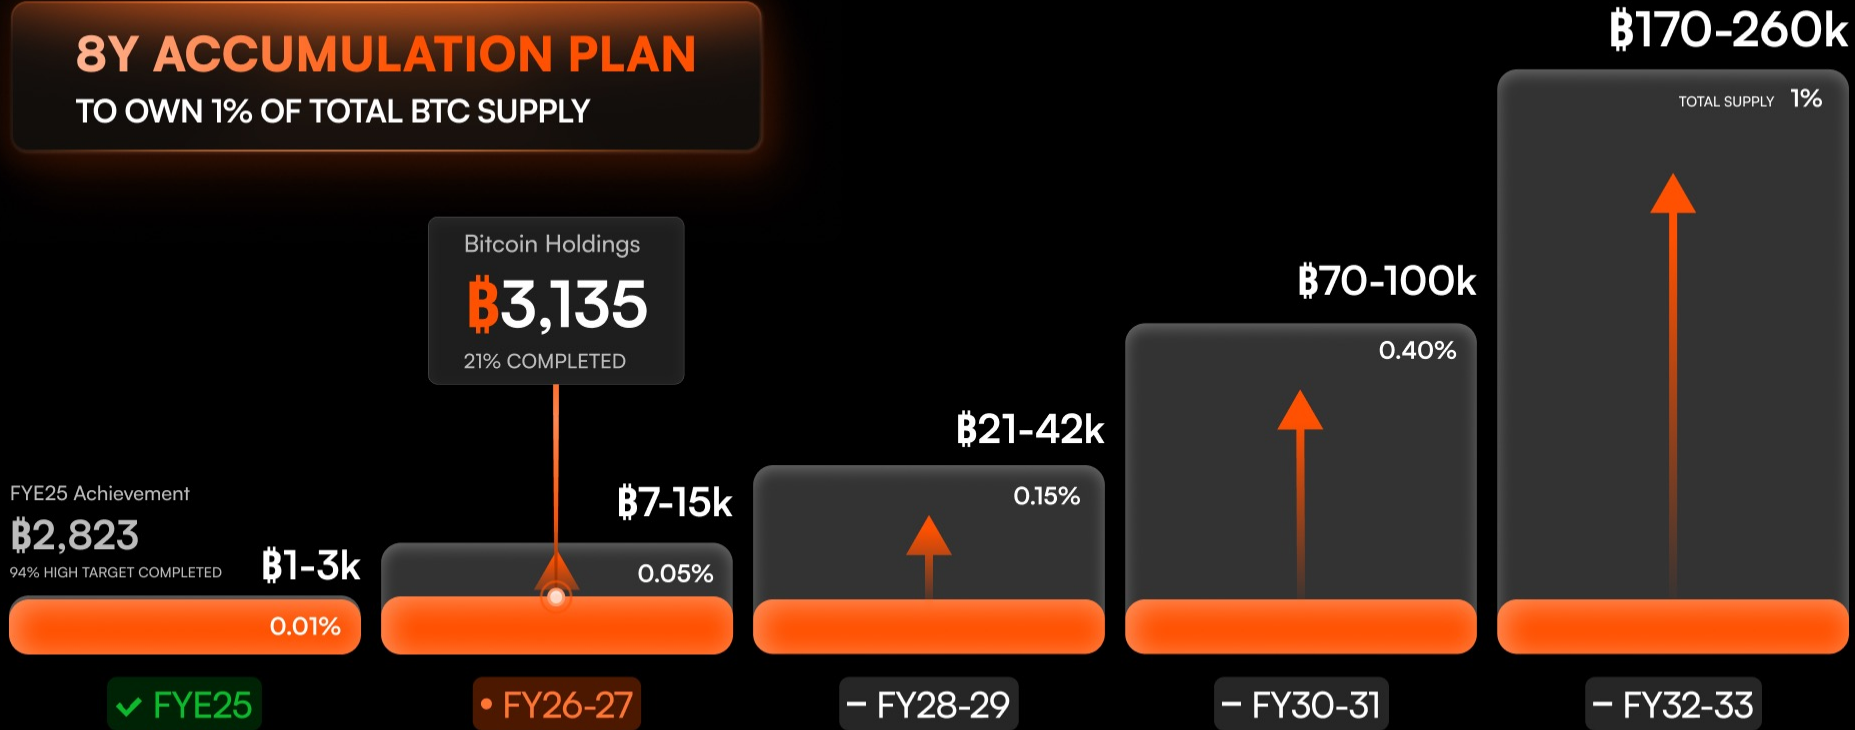 8Y ACCUMULATION PLAN
TO OWN 1% OF TOTAL BTC SUPPLY
FYE25 Achievement
₿2,823
94% HIGH TARGET COMPLETED
₿1-3k
0.01%
✓ FYE25
Bitcoin Holdings
₿3,135
21% COMPLETED
₿7-15k
0.05%
• FY26-27
₿21-42k
0.15%
– FY28-29
₿70-100k
0.40%
– FY30-31
₿170-260k
TOTAL SUPPLY 1%
– FY32-33